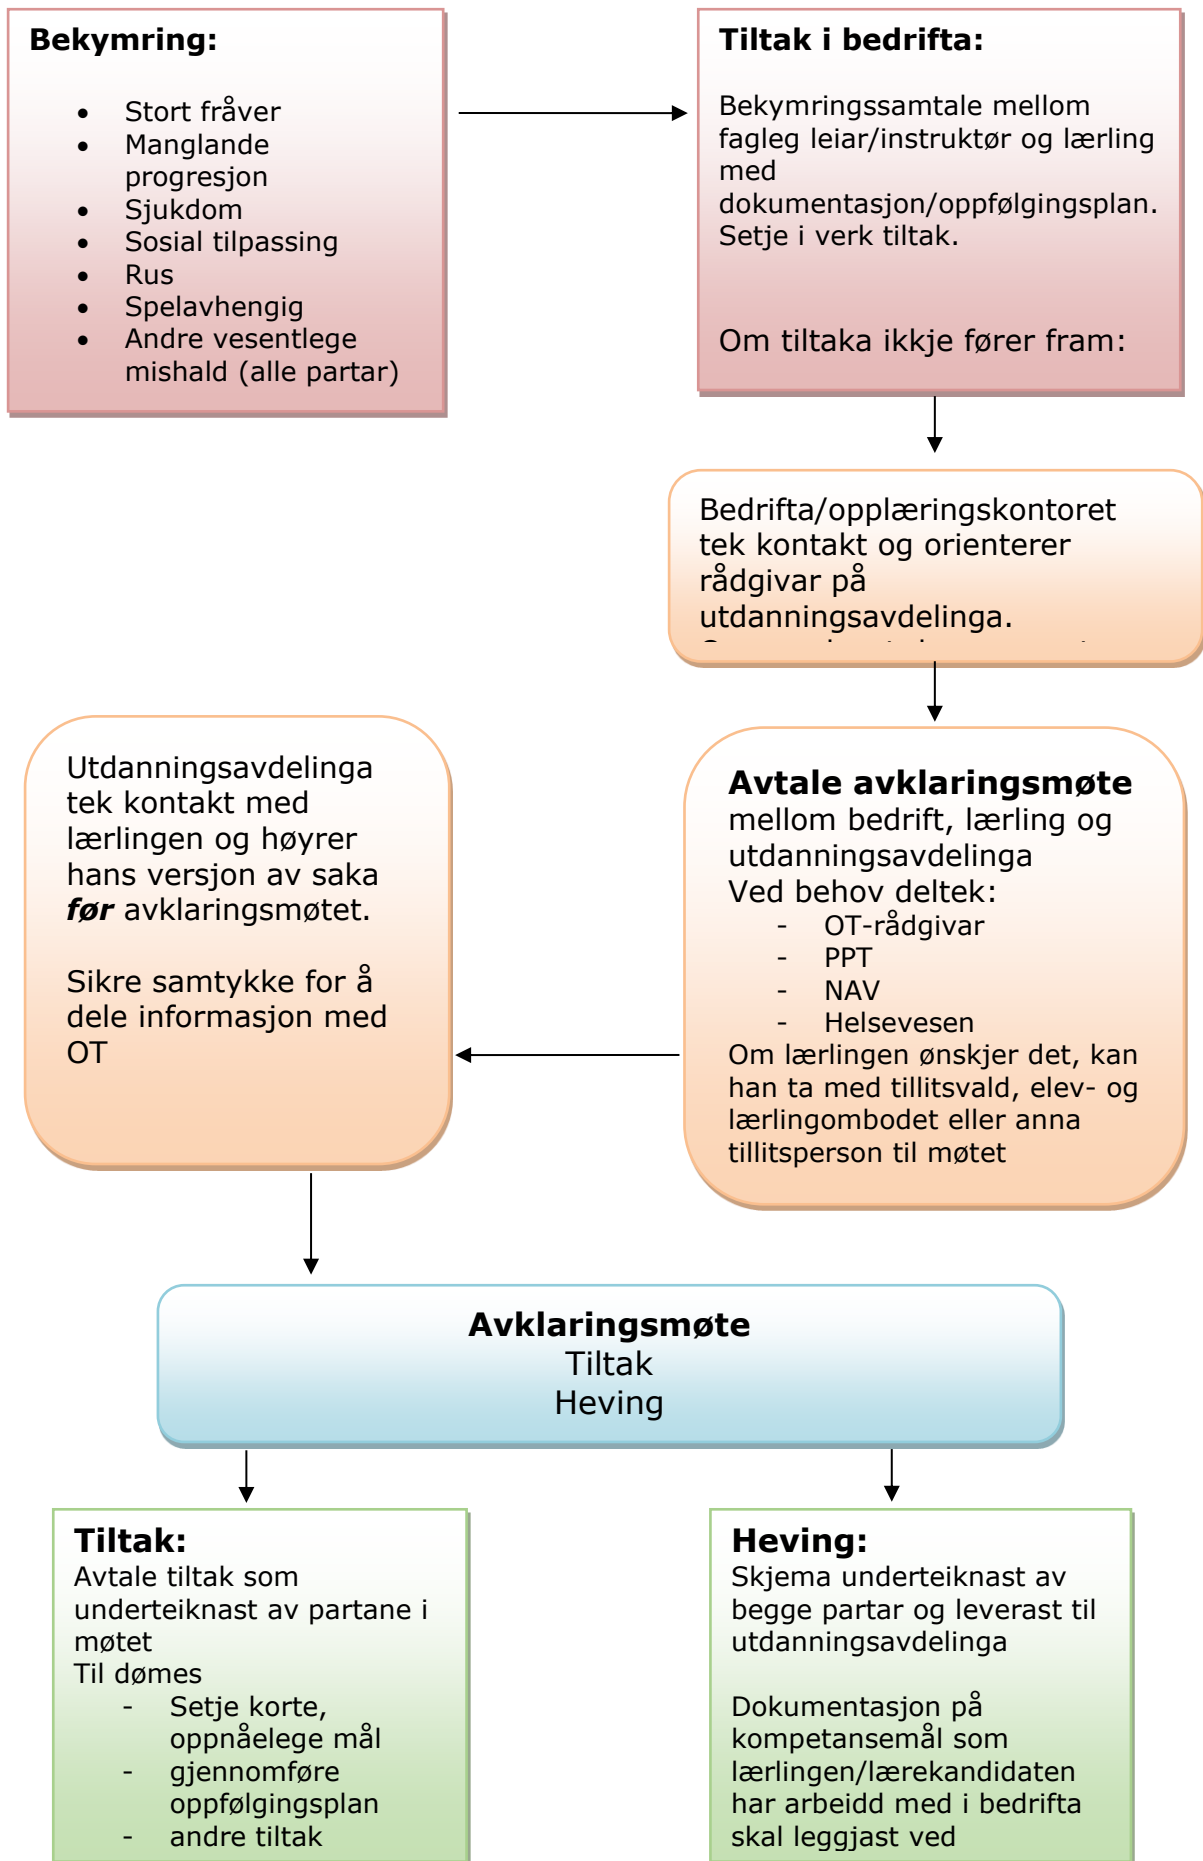 Bekymring:
• Stort fråver
• Manglande
progresjon
• Sjukdom
• Sosial tilpassing
• Rus
• Spelavhengig
• Andre vesentlege
mishald (alle partar)
Tiltak i bedrifta:
Bekymringssamtale mellom
fagleg leiar/instruktør og lærling
med
dokumentasjon/oppfølgingsplan.
Setje i verk tiltak.
Om tiltaka ikkje fører fram:
Bedrifta/opplæringskontoret
tek kontakt og orienterer
rådgivar på
utdanningsavdelinga.
Avtale avklaringsmøte
mellom bedrift, lærling og
utdanningsavdelinga
Ved behov deltek:
- OT-rådgivar
- PPT
- NAV
- Helsevesen
Om lærlingen ønskjer det, kan
han ta med tillitsvald, elev- og
lærlingombodet eller anna
tillitsperson til møtet
Utdanningsavdelinga
tek kontakt med
lærlingen og høyrer
hans versjon av saka
før avklaringsmøtet.
Sikre samtykke for å
dele informasjon med
OT
Avklaringsmøte
Tiltak
Heving
Tiltak:
Avtale tiltak som
underteiknast av partane i
møtet
Til dømes
- Setje korte,
oppnåelege mål
- gjennomføre
oppfølgingsplan
- andre tiltak
Heving:
Skjema underteiknast av
begge partar og leverast til
utdanningsavdelinga
Dokumentasjon på
kompetansemål som
lærlingen/lærekandidaten
har arbeidd med i bedrifta
skal leggjast ved